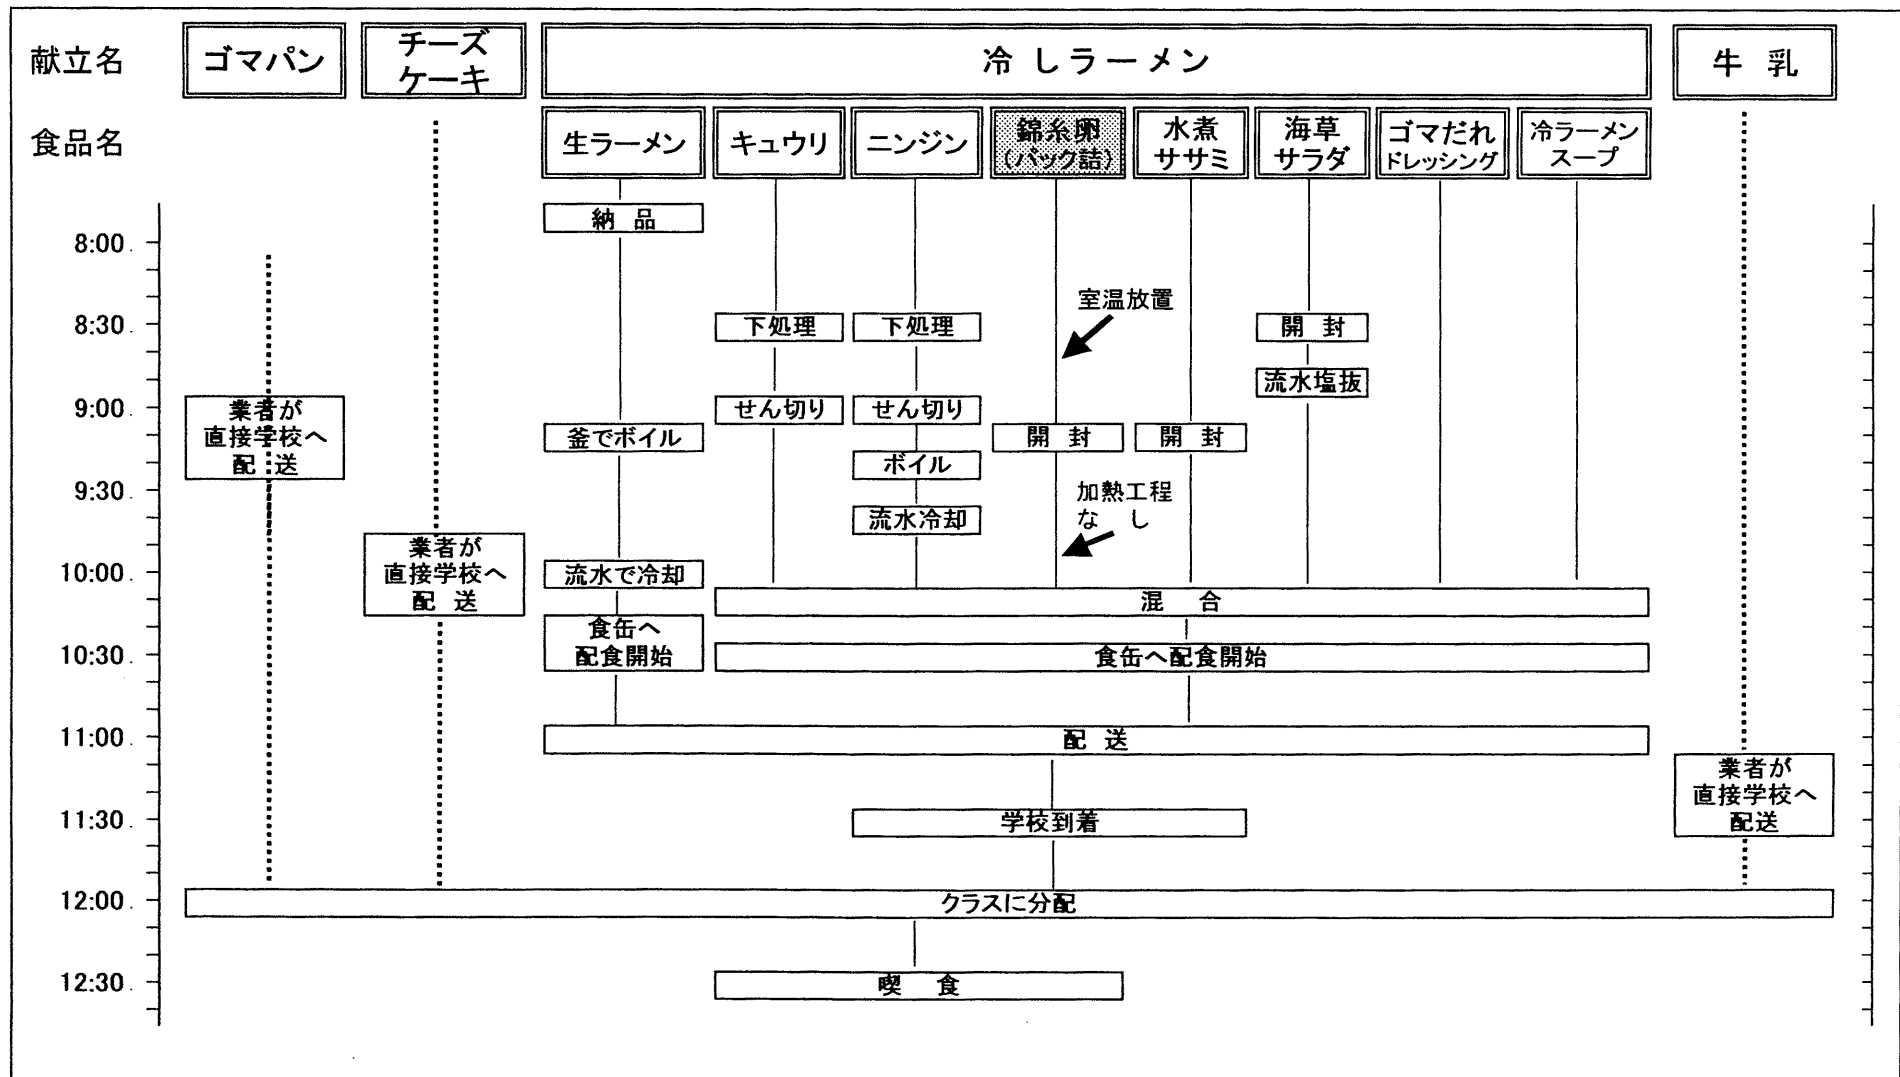 献立名
ゴマパン
チーズ
ケーキ
冷しラーメン
牛 乳
食品名
生ラーメン
キュウリ
ニンジン
錦糸卵
(パック詰)
水煮
ササミ
海草
サラダ
ゴマだれ
ドレッシング
冷ラーメン
スープ
納 品
8:00
室温放置
8:30
下処理
下処理
開 封
流水塩抜
9:00
業者が
直接学校へ
配 送
せん切り
せん切り
釜でボイル
開 封
開 封
ボイル
9:30
加熱工程
な し
流水冷却
業者が
直接学校へ
配 送
10:00
流水で冷却
混 合
食缶へ
配食開始
10:30
食缶へ配食開始
11:00
配 送
業者が
直接学校へ
配送
11:30
学校到着
12:00
クラスに分配
12:30
喫 食